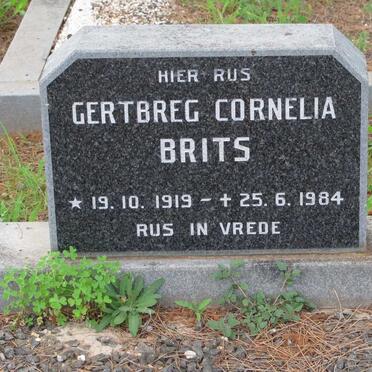 HIER RUS
GERTBREG CORNELIA
BRITS
★ 19. 10. 1919 - ✝ 25. 6. 1984
RUS IN VREDE